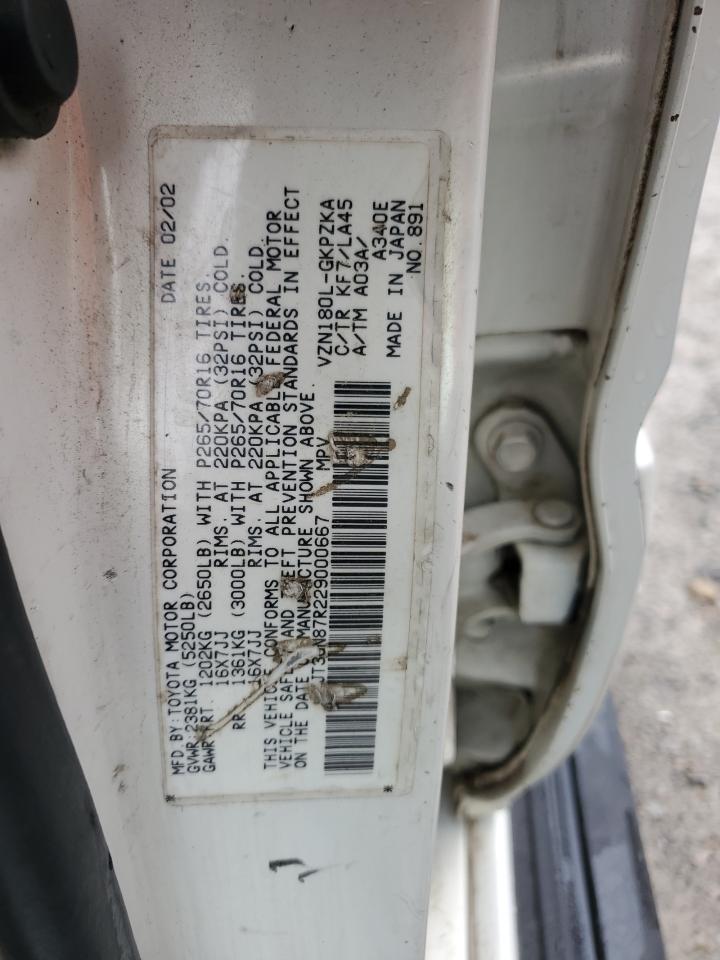 MFD. BY: TOYOTA MOTOR CORPORATION DATE 02/02
GVWR: 2381KG (5250LB)
GAWR FRT. 1202KG (2650LB) WITH P265/70R16 TIRES.
16X7JJ RIMS. AT 220KPA (32PSI) COLD.
RR. 1361KG (3000LB) WITH P265/70R16 TIRES.
16X7JJ RIMS. AT 220KPA (32PSI) COLD.
THIS VEHICLE CONFORMS TO ALL APPLICABLE FEDERAL MOTOR
VEHICLE SAFETY AND THEFT PREVENTION STANDARDS IN EFFECT
ON THE DATE OF MANUFACTURE SHOWN ABOVE.
87R229000667 MPV
VZN180L-GKPZKA
C/TR KF7/LA45
A/TM A03A/
A340E
MADE IN JAPAN
NO.891